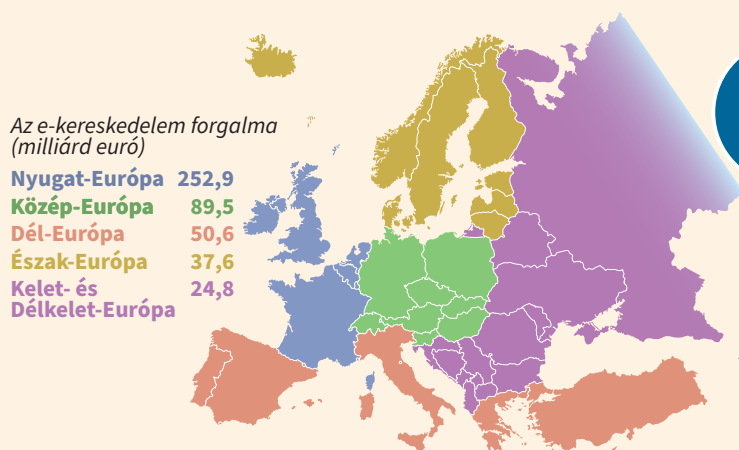 Az e-kereskedelem forgalma
(milliárd euró)
Nyugat-Európa 252,9
Közép-Európa 89,5
Dél-Európa 50,6
Észak-Európa 37,6
Kelet- és 24,8
Délkelet-Európa